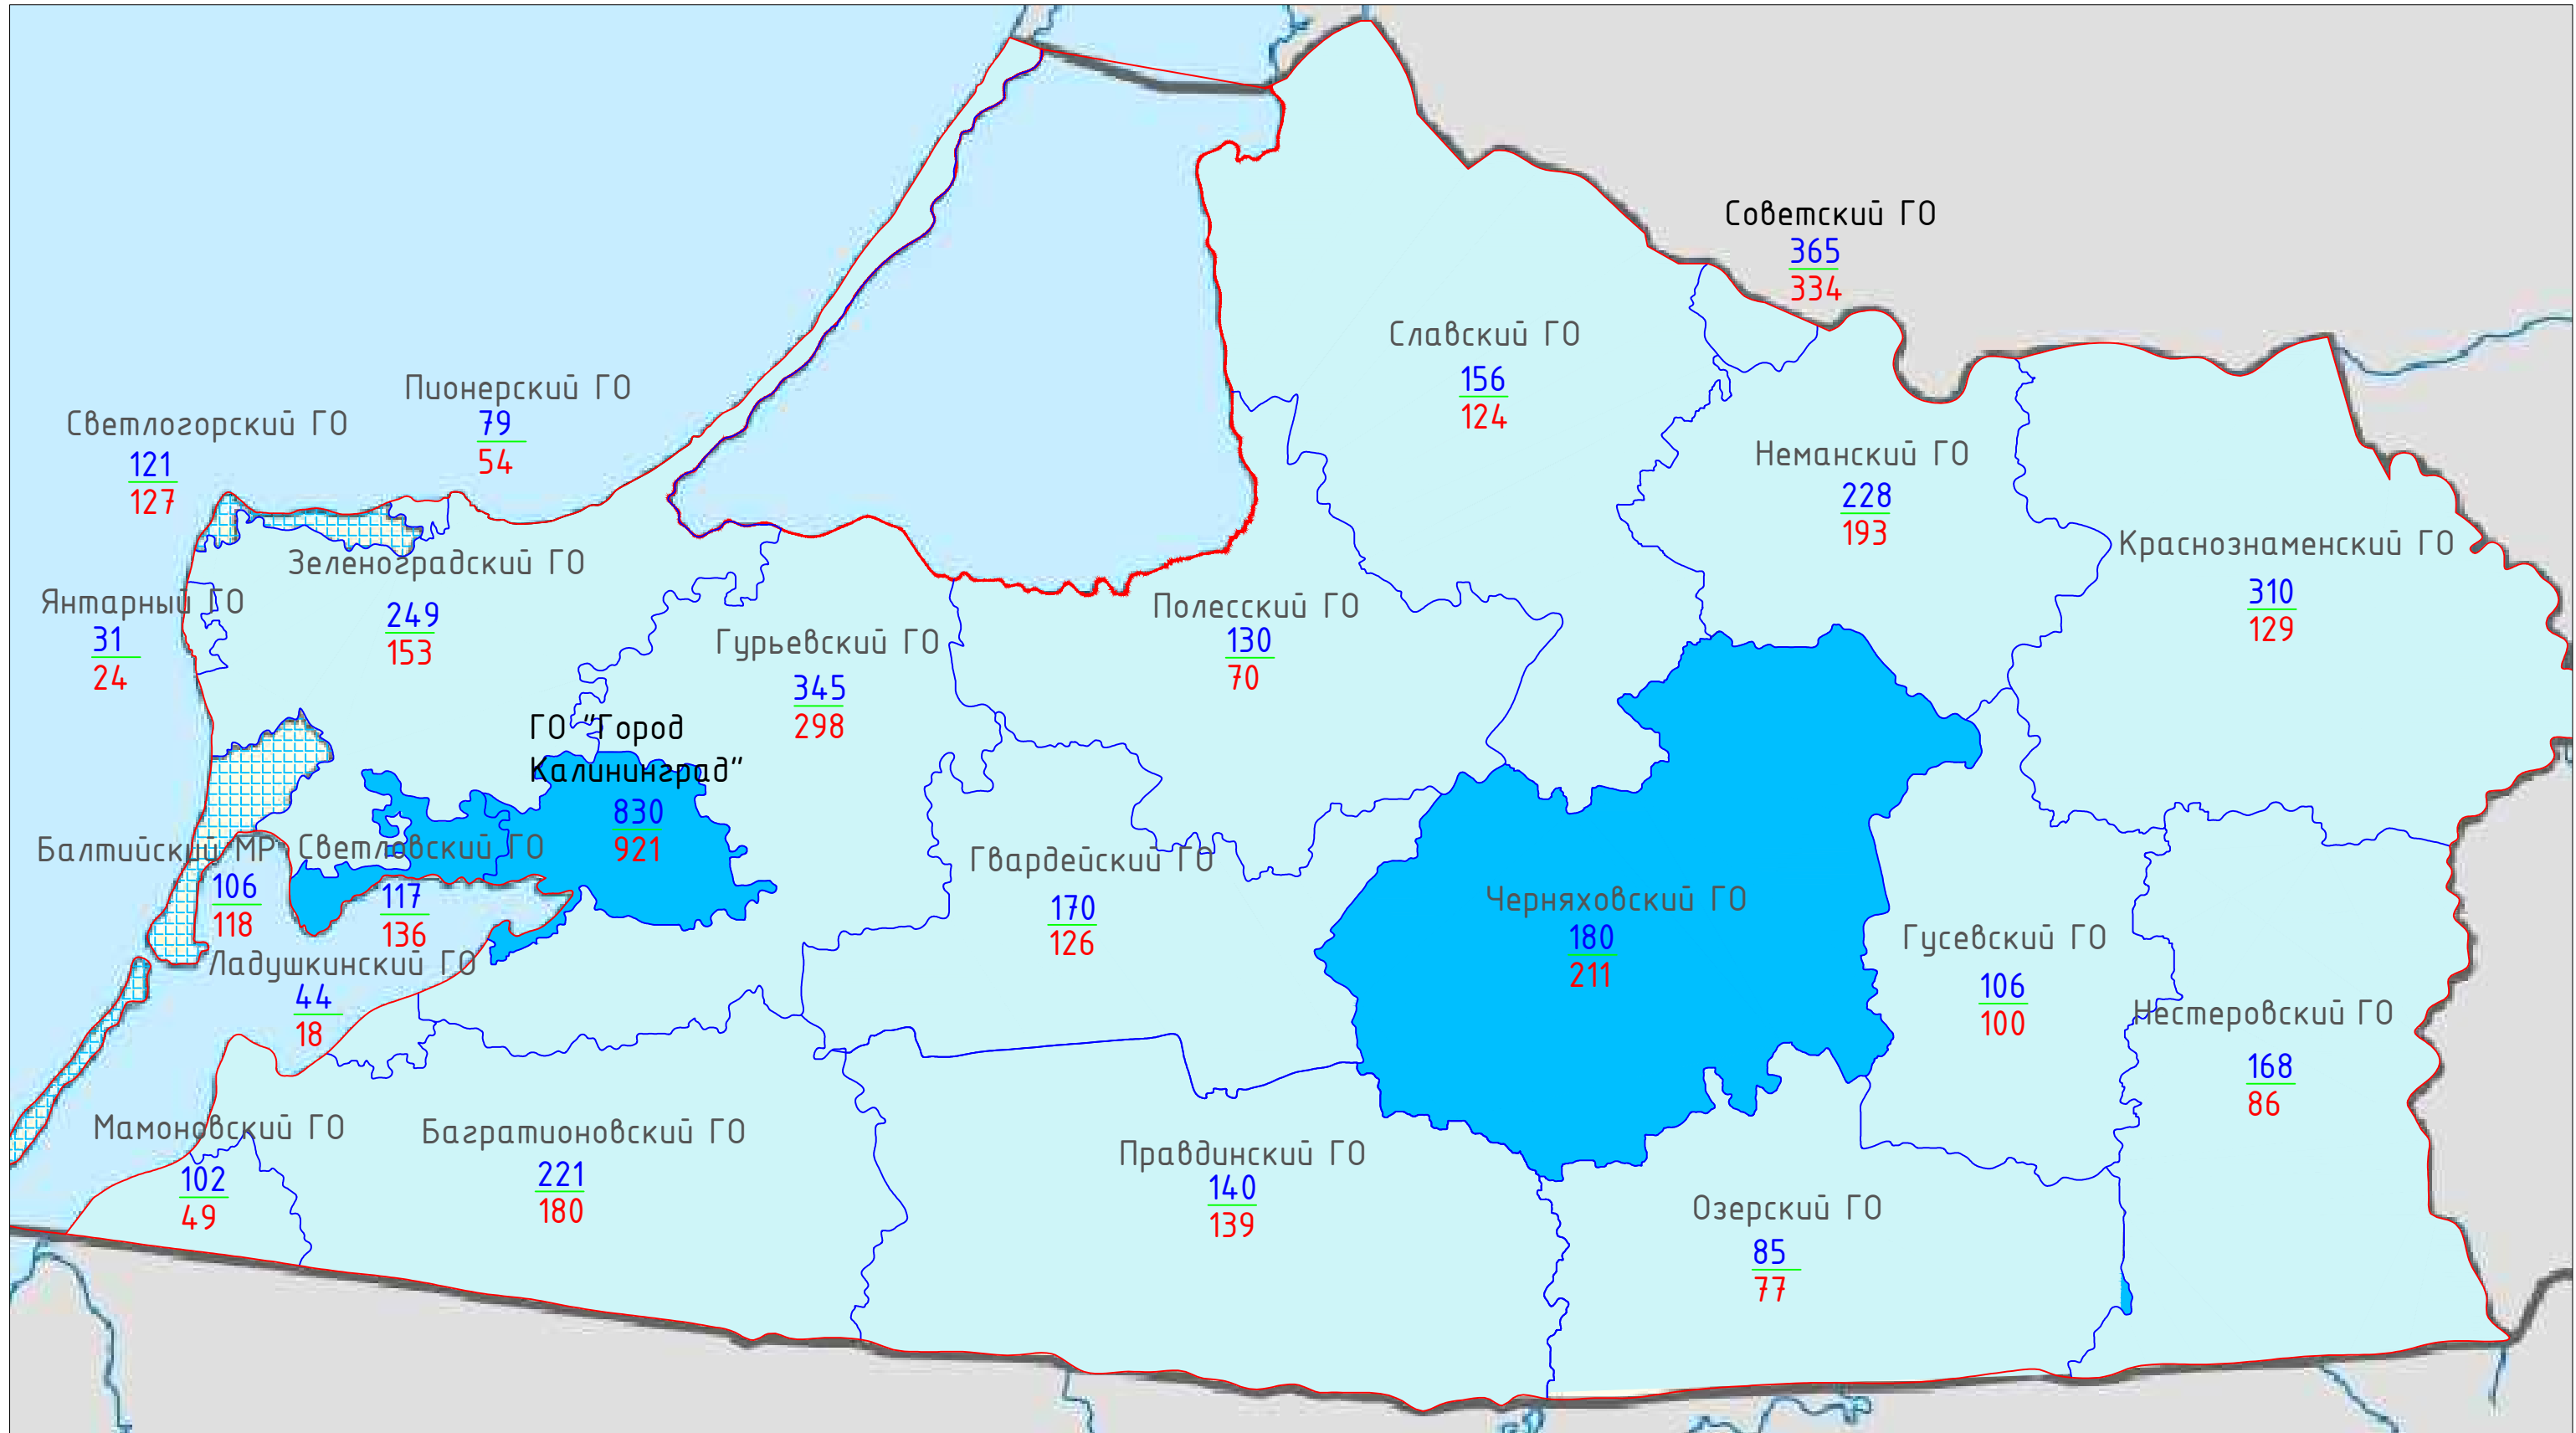 Советский ГО
365
334
Славский ГО
156
124
Пионерский ГО
79
54
Светлогорский ГО
121
127
Неманский ГО
228
193
Краснознаменский ГО
310
129
Зеленоградский ГО
249
153
Янтарный ГО
31
24
Полесский ГО
130
70
Гурьевский ГО
345
298
ГО "Город
Калининград"
830
921
Балтийский МР
106
118
Светловский ГО
117
136
Гвардейский ГО
170
126
Черняховский ГО
180
211
Гусевский ГО
106
100
Ладушкинский ГО
44
18
Нестеровский ГО
168
86
Мамоновский ГО
102
49
Багратионовский ГО
221
180
Правдинский ГО
140
139
Озерский ГО
85
77